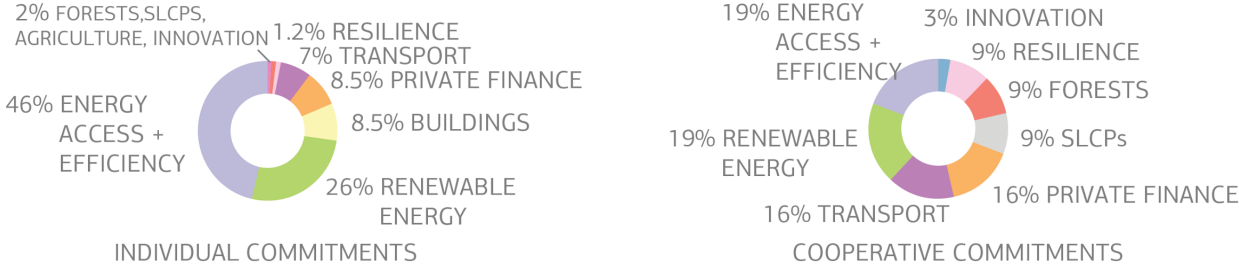 2% FORESTS,SLCPS,
AGRICULTURE, INNOVATION
1.2% RESILIENCE
7% TRANSPORT
8.5% PRIVATE FINANCE
8.5% BUILDINGS
26% RENEWABLE
ENERGY
46% ENERGY
ACCESS +
EFFICIENCY
INDIVIDUAL COMMITMENTS
19% ENERGY
ACCESS +
EFFICIENCY
3% INNOVATION
9% RESILIENCE
9% FORESTS
9% SLCPs
16% PRIVATE FINANCE
16% TRANSPORT
19% RENEWABLE
ENERGY
COOPERATIVE COMMITMENTS